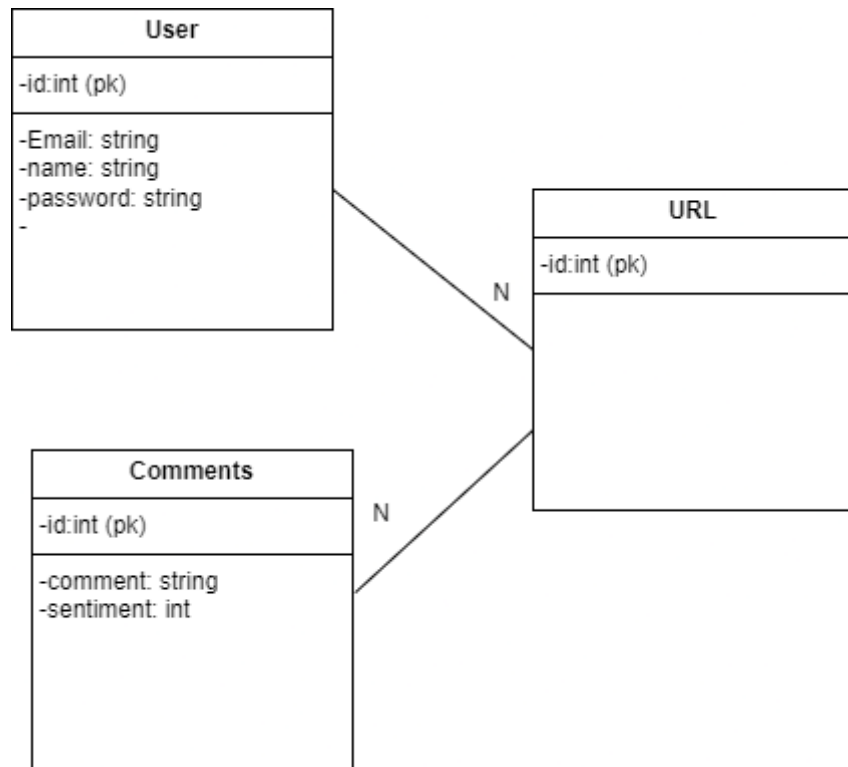 User
-id:int (pk)
-Email: string
-name: string
-password: string
-
URL
-id:int (pk)
N
Comments
-id:int (pk)
N
-comment: string
-sentiment: int